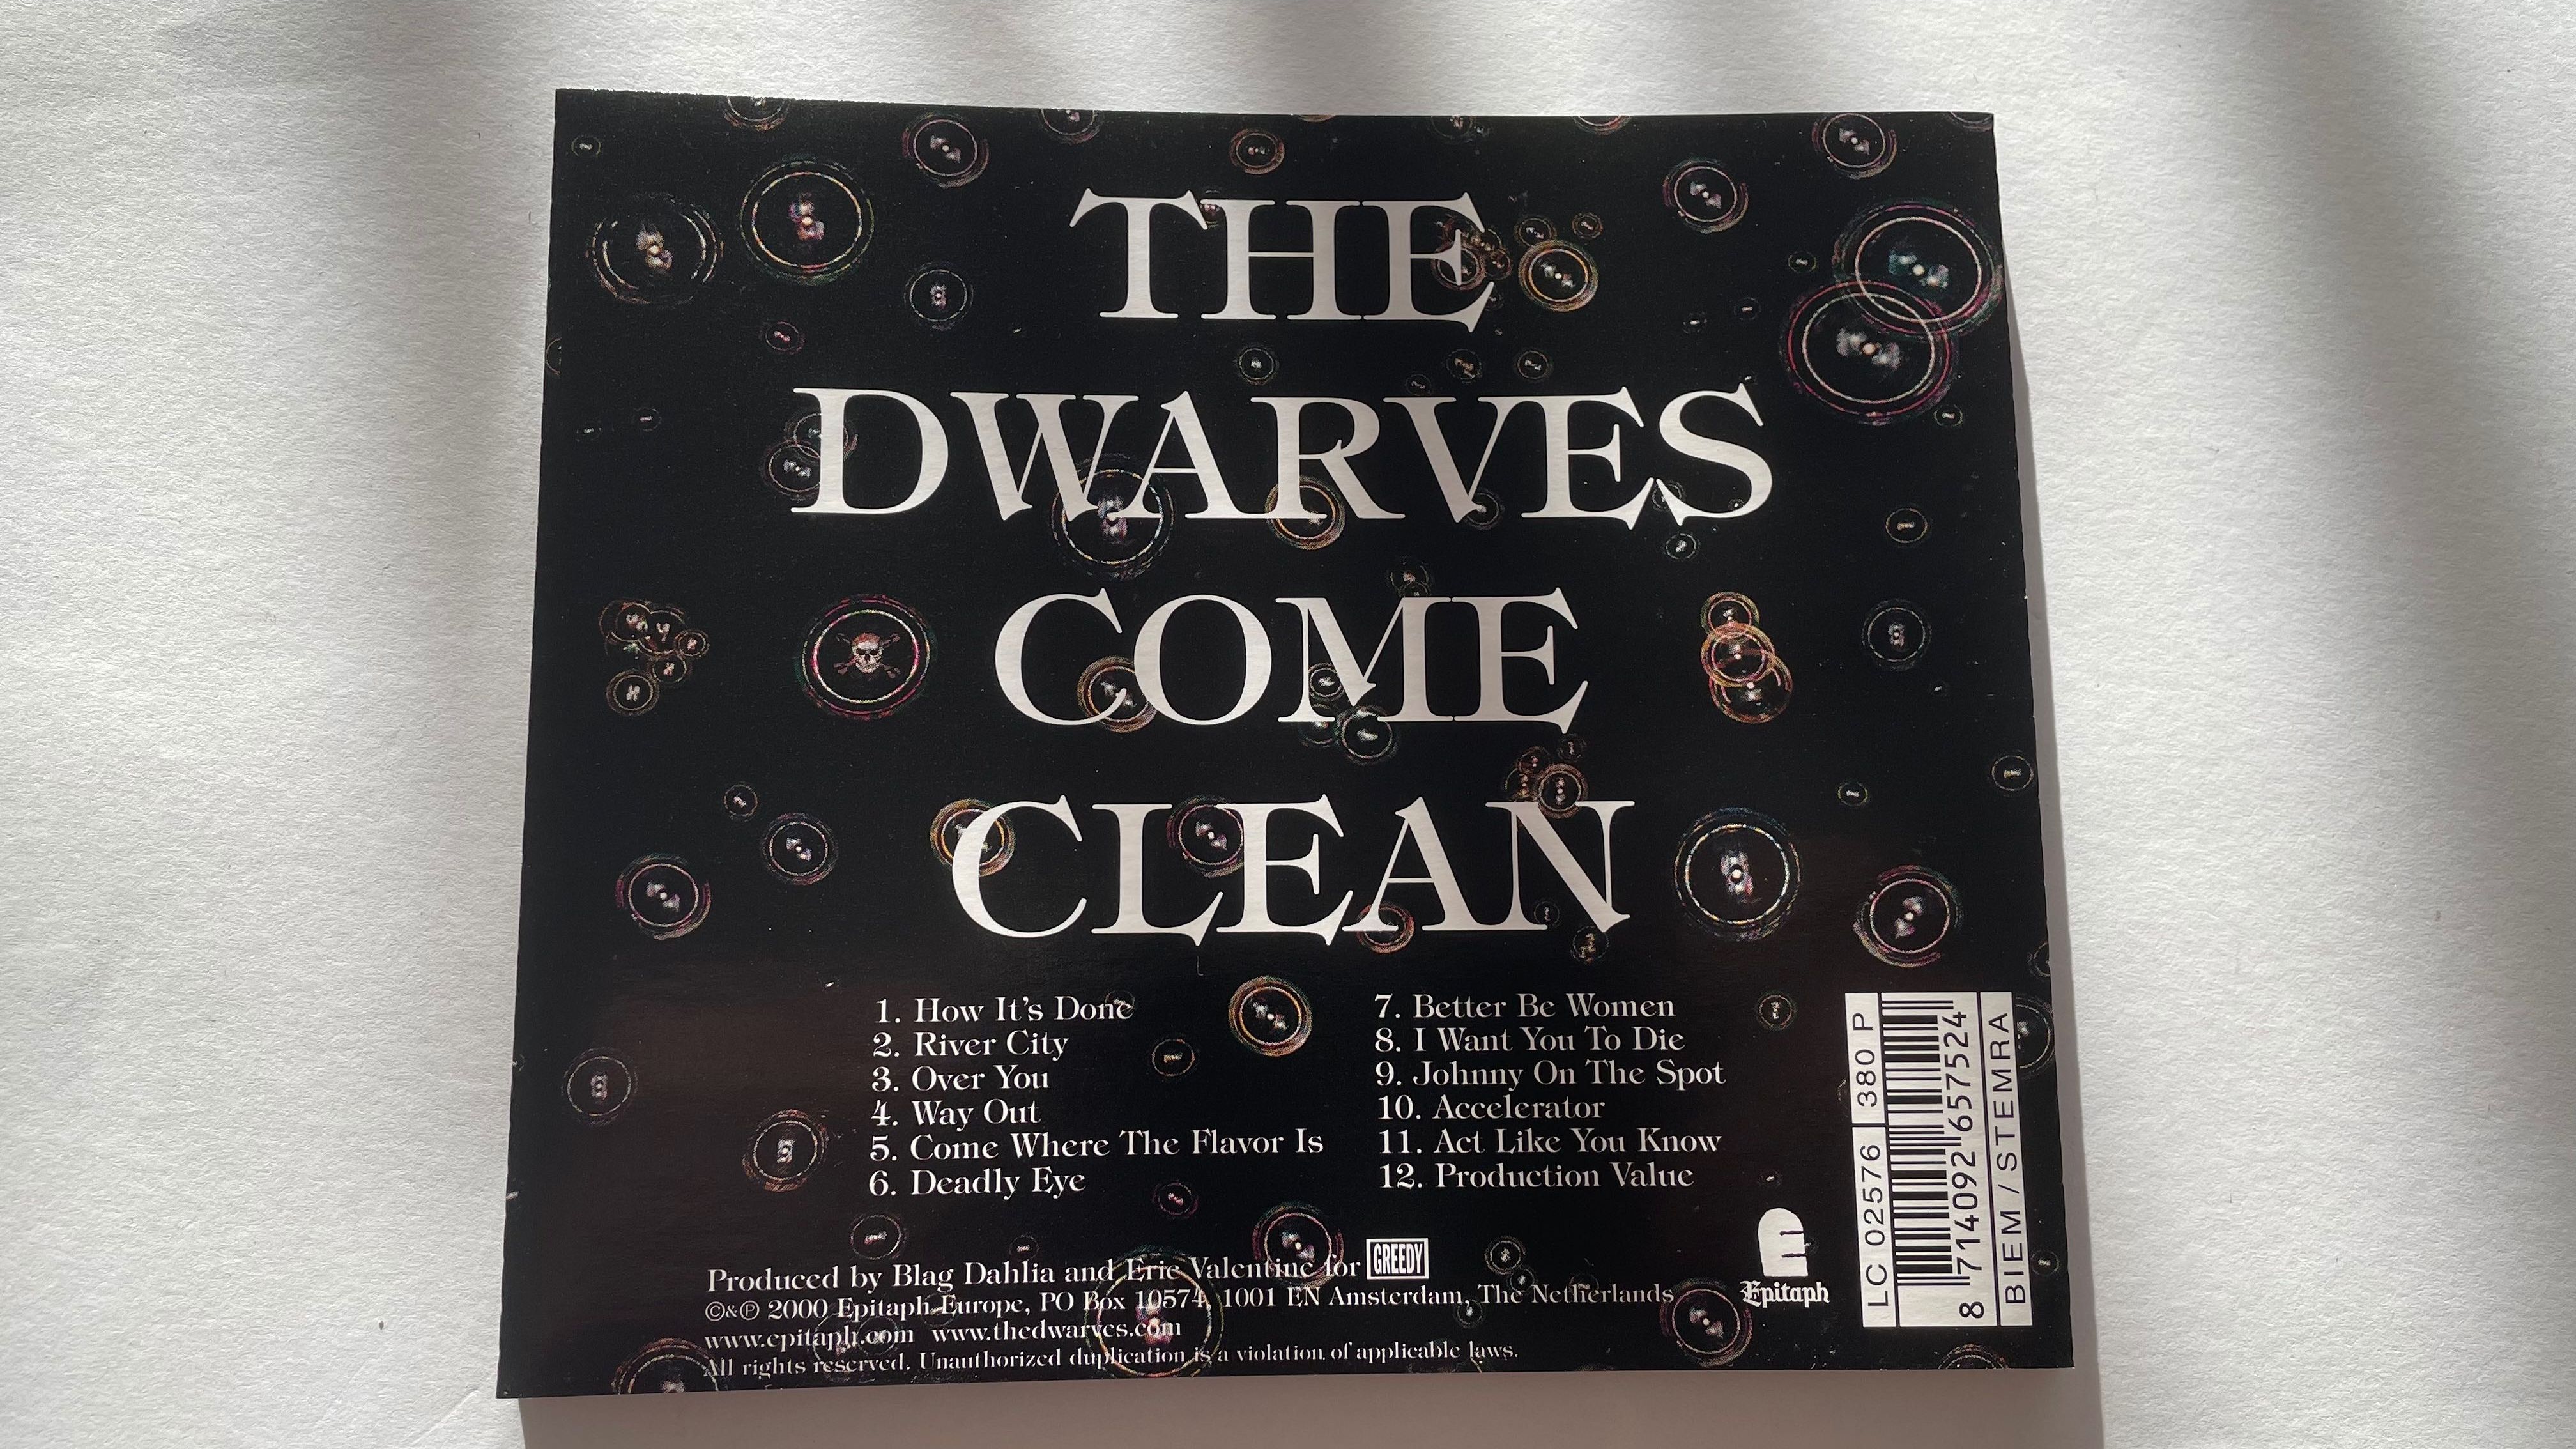 THE
DWARVES
COME
CLEAN
1. How It's Done
2. River City
3. Over You
4. Way Out
5. Come Where The Flavor Is
6. Deadly Eye
7. Better Be Women
8. I Want You To Die
9. Johnny On The Spot
10. Accelerator
11. Act Like You Know
12. Production Value
Produced by Blag Dahlia and Eric Valentine for GREEDY
©&℗ 2000 Epitaph Europe, PO Box 10574, 1001 EN Amsterdam, The Netherlands
www.epitaph.com www.thedwarves.com
All rights reserved. Unauthorized duplication is a violation of applicable laws.
Epitaph
LC 02576 380 P
8 714092 657524
BIEM / STEMRA